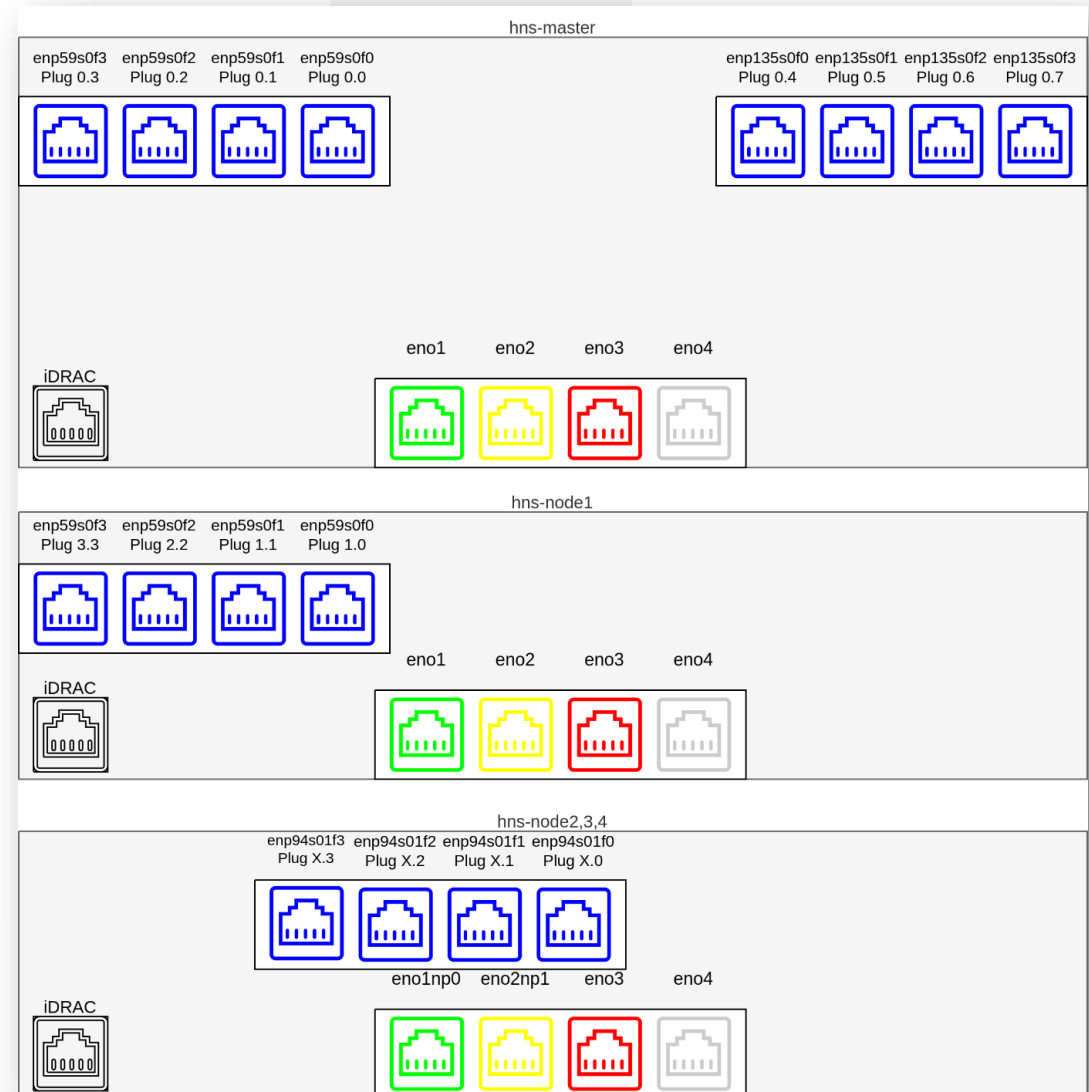 hns-master
enp59s0f3 enp59s0f2 enp59s0f1 enp59s0f0 enp135s0f0 enp135s0f1 enp135s0f2 enp135s0f3
Plug 0.3 Plug 0.2 Plug 0.1 Plug 0.0 Plug 0.4 Plug 0.5 Plug 0.6 Plug 0.7
eno1 eno2 eno3 eno4
iDRAC
hns-node1
enp59s0f3 enp59s0f2 enp59s0f1 enp59s0f0
Plug 3.3 Plug 2.2 Plug 1.1 Plug 1.0
eno1 eno2 eno3 eno4
iDRAC
hns-node2,3,4
enp94s01f3 enp94s01f2 enp94s01f1 enp94s01f0
Plug X.3 Plug X.2 Plug X.1 Plug X.0
eno1np0 eno2np1 eno3 eno4
iDRAC